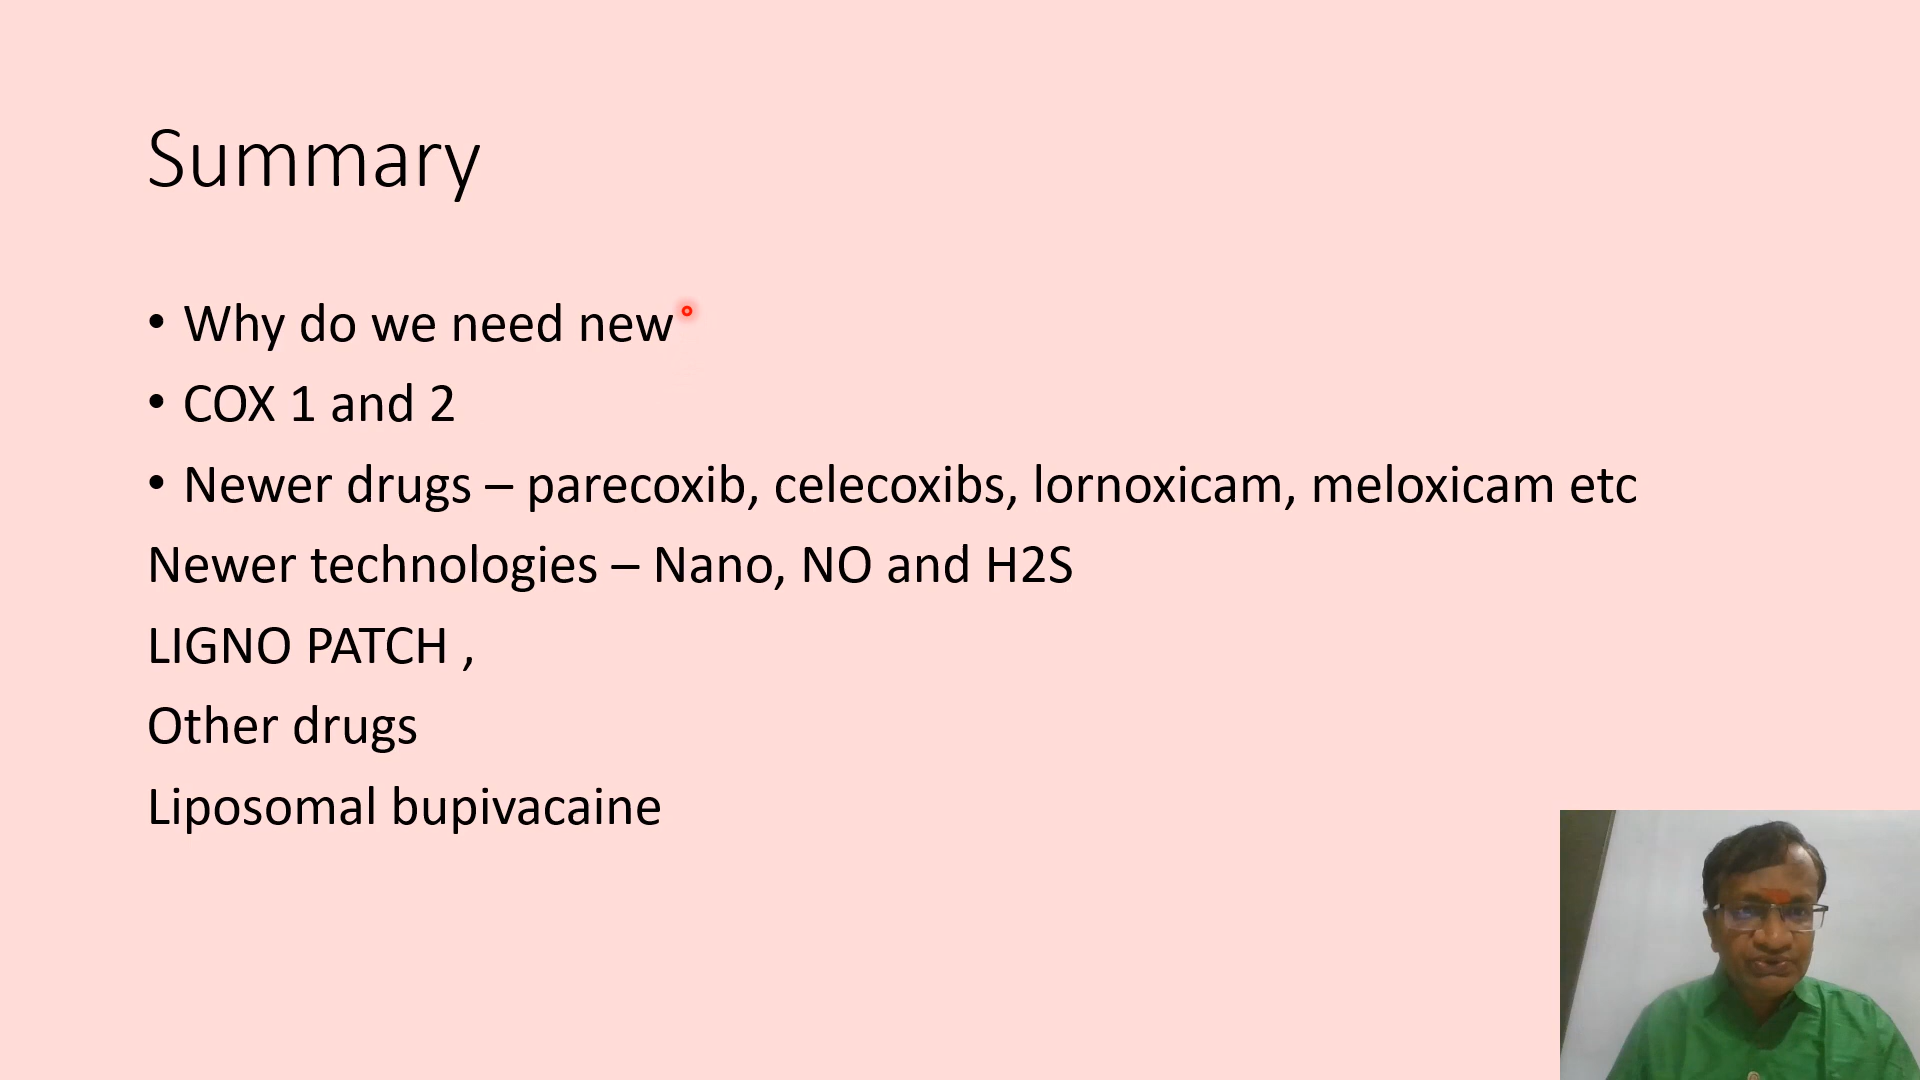 Summary
• Why do we need new
• COX 1 and 2
• Newer drugs – parecoxib, celecoxibs, lornoxicam, meloxicam etc
Newer technologies – Nano, NO and H2S
LIGNO PATCH ,
Other drugs
Liposomal bupivacaine